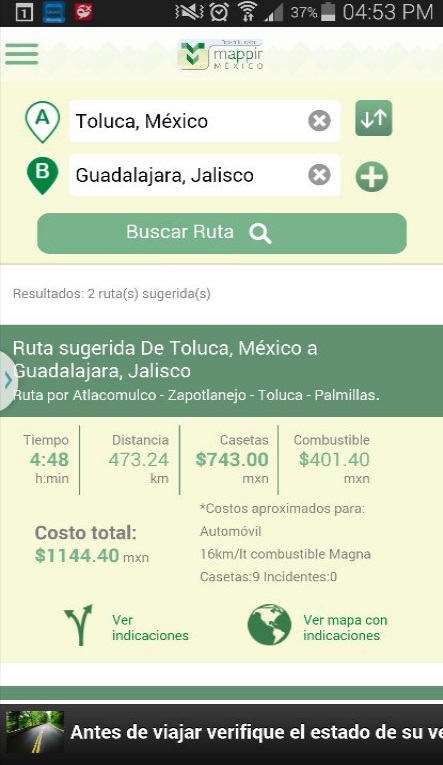 1
37% 04:53 PM
mappir
MÉXICO
A
Toluca, México
B
Guadalajara, Jalisco
Buscar Ruta
Resultados: 2 ruta(s) sugerida(s)
Ruta sugerida De Toluca, México a
Guadalajara, Jalisco
Ruta por Atlacomulco - Zapotlanejo - Toluca - Palmillas.
Tiempo Distancia Casetas Combustible
4:48 473.24 $743.00 $401.40
h:min km mxn mxn
*Costos aproximados para:
Automóvil
16km/lt combustible Magna
Casetas:9 Incidentes:0
Costo total:
$1144.40 mxn
Ver
indicaciones
Ver mapa con
indicaciones
Antes de viajar verifique el estado de su ve